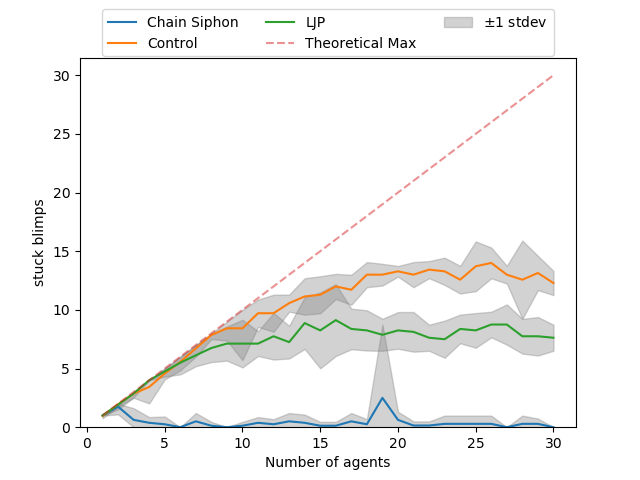 Chain Siphon LJP ±1 stdev
Control Theoretical Max
30
25
20
15
10
5
0
stuck blimps
0 5 10 15 20 25 30
Number of agents